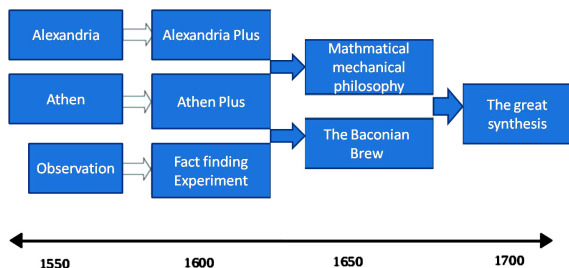 Alexandria
Alexandria Plus
Mathmatical
mechanical
philosophy
Athen
Athen Plus
The great
synthesis
Observation
Fact finding
Experiment
The Baconian
Brew
1550
1600
1650
1700